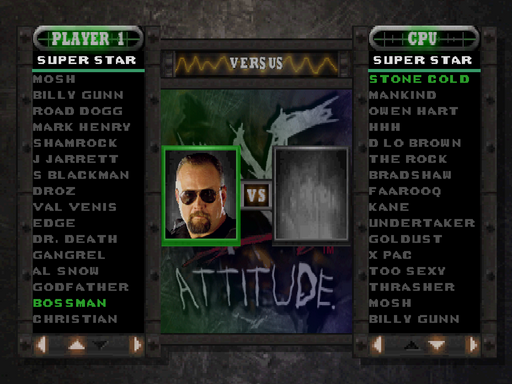 PLAYER 1
SUPER STAR
MOSH
BILLY GUNN
ROAD DOGG
MARK HENRY
SHAMROCK
J JARRETT
S BLACKMAN
DROZ
VAL VENIS
EDGE
DR. DEATH
GANGREL
AL SNOW
GODFATHER
BOSSMAN
CHRISTIAN
VERSUS
VS
ATTITUDE.
TM
CPU
SUPER STAR
STONE COLD
MANKIND
OWEN HART
HHH
D LO BROWN
THE ROCK
BRADSHAW
FAAROOQ
KANE
UNDERTAKER
GOLDUST
X PAC
TOO SEXY
THRASHER
MOSH
BILLY GUNN